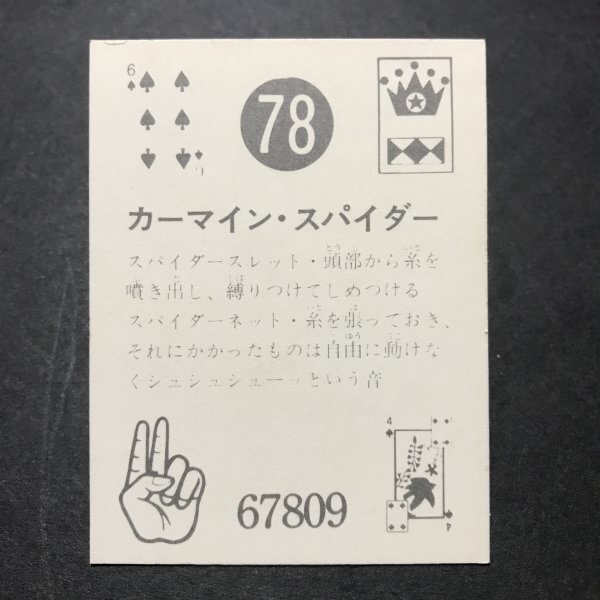 6
78
カーマイン・スパイダー
スパイダースレット・頭部から糸を
噴き出し、縛りつけてしめつける
スパイダーネット・糸を張っておき、
それにかかったものは自由に動けな
くシュシュシューッという音
67809
4
4